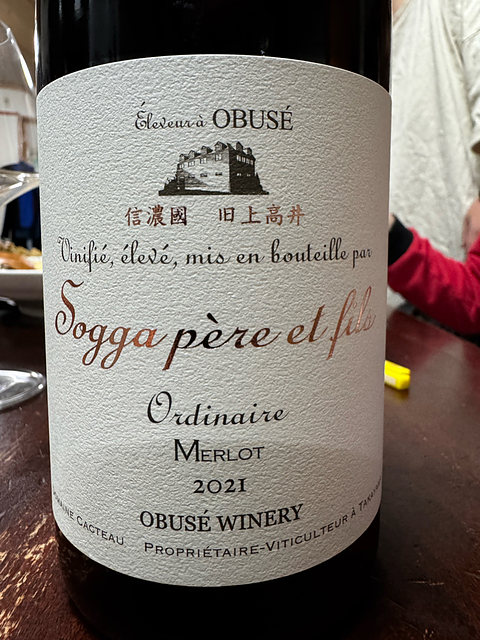 Éleveur à OBUSÉ
信濃國 旧上高井
Vinifié, élevé, mis en bouteille par
Sogga père et fils
Ordinaire
MERLOT
2021
OBUSÉ WINERY
CACTEAU PROPRIÉTAIRE-VITICULTEUR À